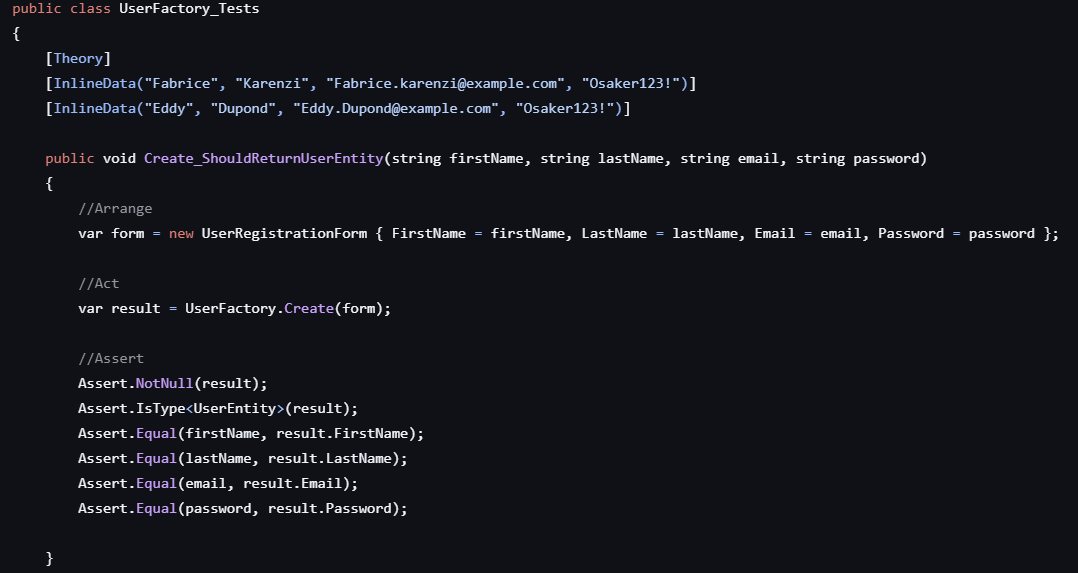 public class UserFactory_Tests
{
    [Theory]
    [InlineData("Fabrice", "Karenzi", "Fabrice.karenzi@example.com", "Osaker123!")]
    [InlineData("Eddy", "Dupond", "Eddy.Dupond@example.com", "Osaker123!")]

    public void Create_ShouldReturnUserEntity(string firstName, string lastName, string email, string password)
    {
        //Arrange
        var form = new UserRegistrationForm { FirstName = firstName, LastName = lastName, Email = email, Password = password };

        //Act
        var result = UserFactory.Create(form);

        //Assert
        Assert.NotNull(result);
        Assert.IsType<UserEntity>(result);
        Assert.Equal(firstName, result.FirstName);
        Assert.Equal(lastName, result.LastName);
        Assert.Equal(email, result.Email);
        Assert.Equal(password, result.Password);

    }